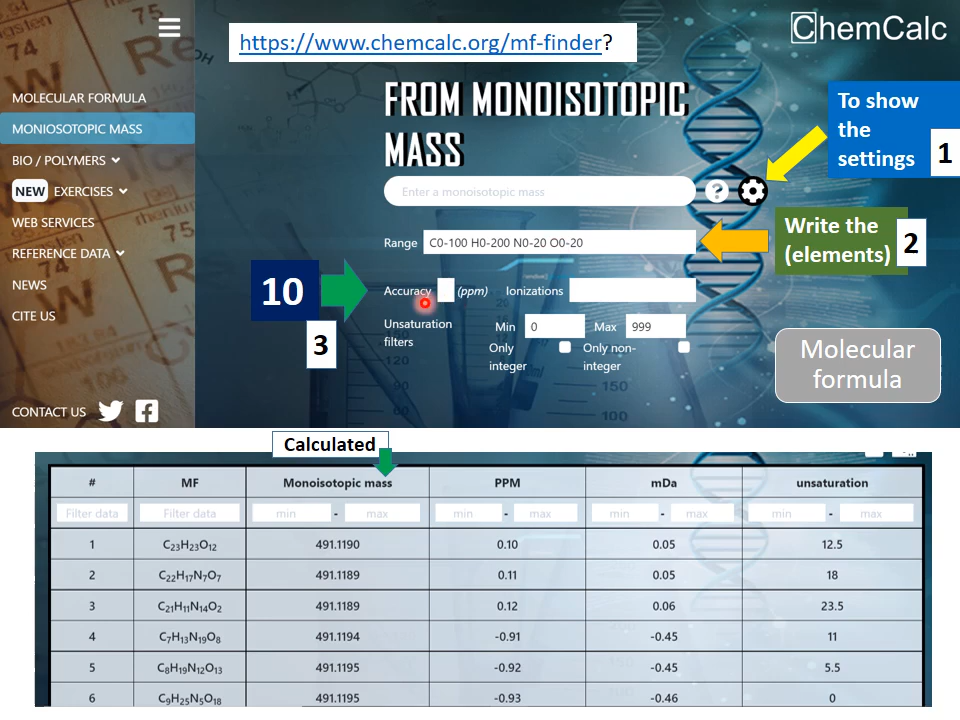 https://www.chemcalc.org/mf-finder?
ChemCalc
MOLECULAR FORMULA
MONIOSOTOPIC MASS
BIO / POLYMERS
NEW EXERCISES
WEB SERVICES
REFERENCE DATA
NEWS
CITE US
CONTACT US
FROM MONOISOTOPIC
MASS
Enter a monoisotopic mass
?
To show
the
settings
1
Range C0-100 H0-200 N0-20 O0-20
Write the
(elements)
2
10
3
Accuracy (ppm) Ionizations
Unsaturation
filters
Min 0 Max 999
Only
integer
Only non-
integer
Molecular
formula
Calculated
# MF Monoisotopic mass PPM mDa unsaturation
Filter data Filter data min - max min - max min - max min - max
1 C₂₃H₂₃O₁₂ 491.1190 0.10 0.05 12.5
2 C₂₂H₁₇N₇O₇ 491.1189 0.11 0.05 18
3 C₂₁H₁₁N₁₄O₂ 491.1189 0.12 0.06 23.5
4 C₇H₁₃N₁₉O₈ 491.1194 -0.91 -0.45 11
5 C₈H₁₉N₁₂O₁₃ 491.1195 -0.92 -0.45 5.5
6 C₉H₂₅N₅O₁₈ 491.1195 -0.93 -0.46 0